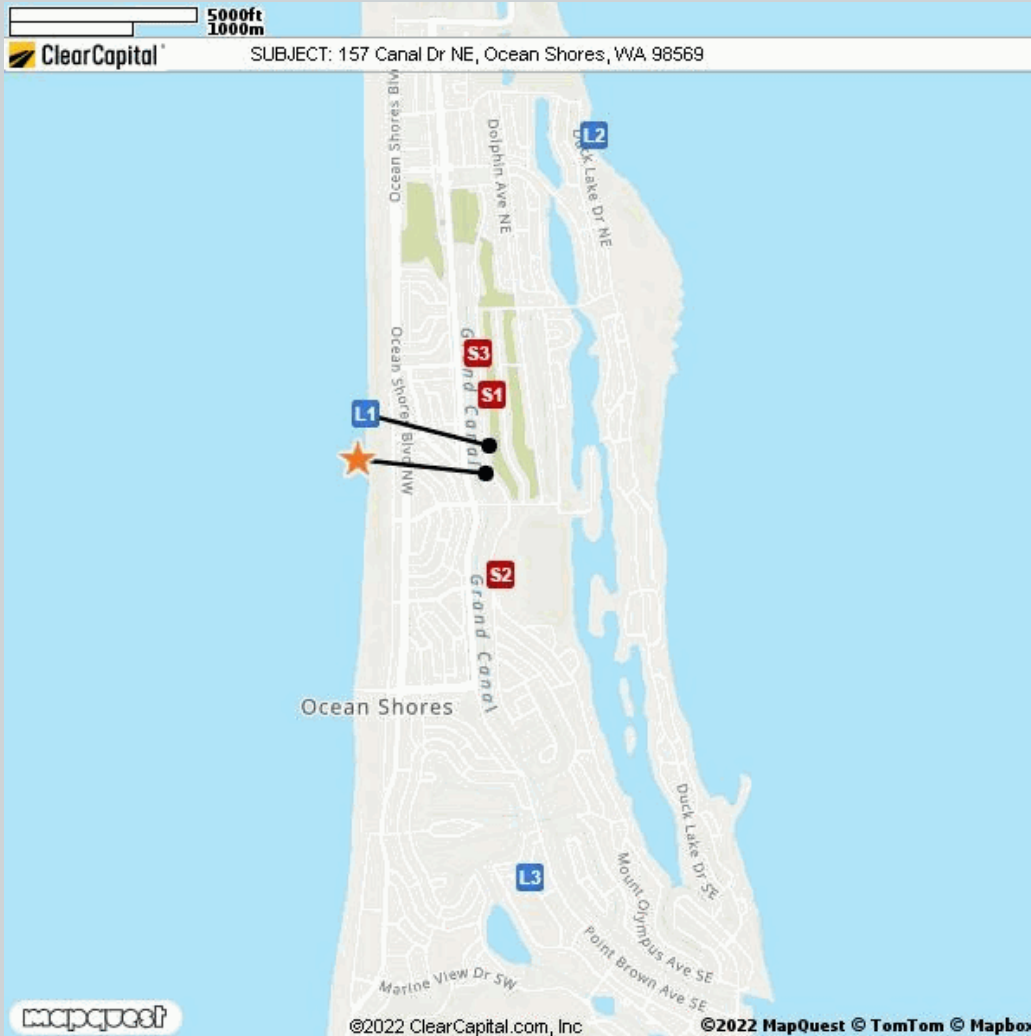 5000ft
1000m
ClearCapital
SUBJECT: 157 Canal Dr NE, Ocean Shores, WA 98569
Ocean Shores Blv
Dolphin Ave NE
L2
Duck Lake Dr NE
Grand Canal
S3
S1
Ocean Shores Blvd NW
L1
S2
Grand Canal
Ocean Shores
Duck Lake Dr SE
L3
Mount Olympus Ave SE
Point Brown Ave SE
Marine View Dr SW
mapquest
©2022 ClearCapital.com, Inc
©2022 MapQuest © TomTom © Mapbo